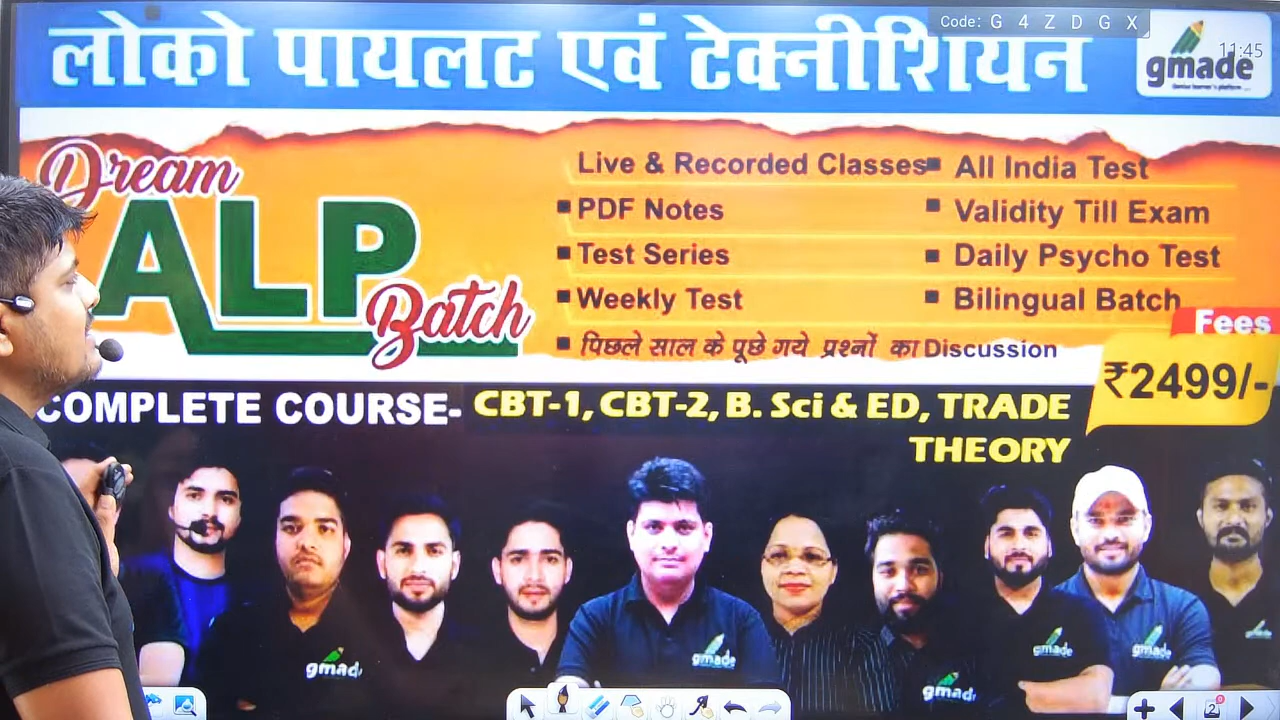 Code: G 4 Z D G X
11:45
लोको पायलट एवं टेक्नीशियन
gmade
Dream
ALP
Batch
Live & Recorded Classes
PDF Notes
Test Series
Weekly Test
पिछले साल के पूछे गये प्रश्नों का Discussion
All India Test
Validity Till Exam
Daily Psycho Test
Bilingual Batch
Fees
₹2499/-
COMPLETE COURSE- CBT-1, CBT-2, B. Sci & ED, TRADE
THEORY
gmade
gmade
gmade
gmade
gmade
2